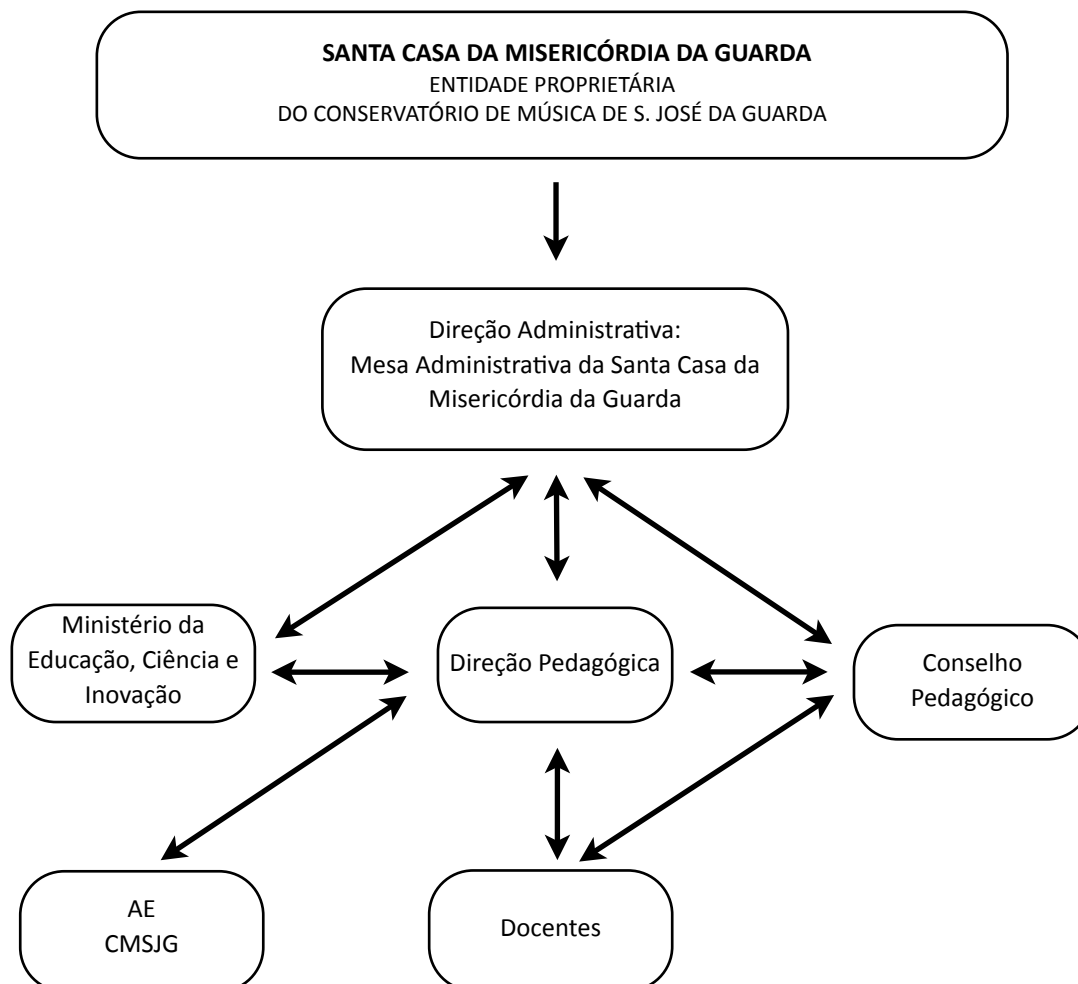 SANTA CASA DA MISERICÓRDIA DA GUARDA
ENTIDADE PROPRIETÁRIA
DO CONSERVATÓRIO DE MÚSICA DE S. JOSÉ DA GUARDA
Direção Administrativa:
Mesa Administrativa da Santa Casa da
Misericórdia da Guarda
Ministério da
Educação, Ciência e
Inovação
Direção Pedagógica
Conselho
Pedagógico
AE
CMSJG
Docentes